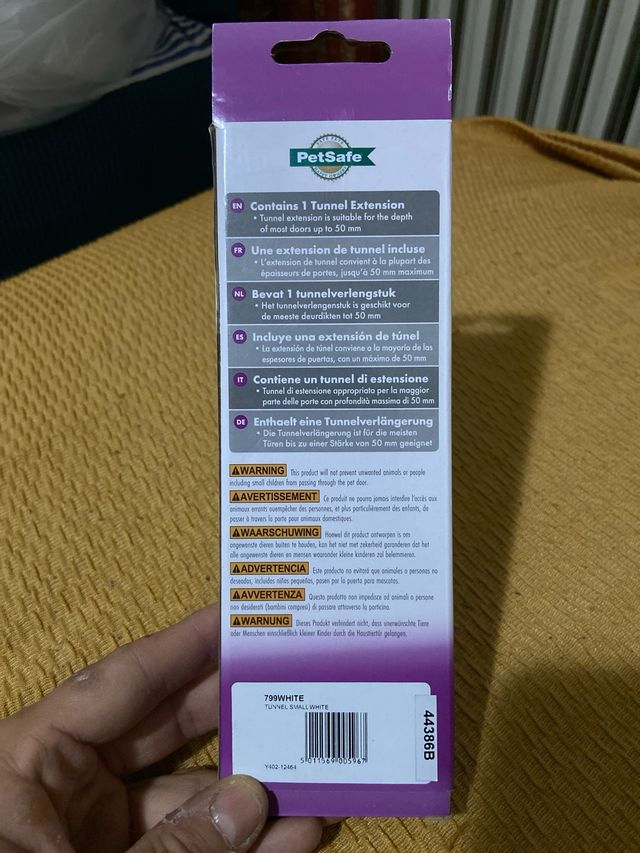 PetSafe
EN Contains 1 Tunnel Extension
• Tunnel extension is suitable for the depth
of most doors up to 50 mm
FR Une extension de tunnel incluse
• L'extension de tunnel convient à la plupart des
épaisseurs de portes, jusqu'à 50 mm maximum
NL Bevat 1 tunnelverlengstuk
• Het tunnelverlengenstuk is geschikt voor
de meeste deurdikten tot 50 mm
ES Incluye una extensión de túnel
• La extensión de túnel conviene a la mayoría de los
espesores de puertas, con un máximo de 50 mm
IT Contiene un tunnel di estensione
• Tunnel di estensione appropriato per la maggior
parte delle porte con profondità massima di 50 mm
DE Enthaelt eine Tunnelverlängerung
• Die Tunnelverlängerung ist für die meisten
Türen bis zu einer Stärke von 50 mm geeignet
WARNING This product will not prevent unwanted animals or people
including small children from passing through the pet door.
AVERTISSEMENT Ce produit ne pourra jamais interdire l'accès aux
animaux errants ouempêcher des personnes, et plus particulièrement des enfants, de
passer à travers la porte pour animaux domestiques.
WAARSCHUWING Hoewel dit product ontworpen is om
ongewenste dieren buiten te houden, kan het niet met zekerheid garanderen dat het
alle ongewenste dieren en mensen waaronder kleine kinderen zal belemmeren.
ADVERTENCIA Este producto no evitará que animales o personas no
deseadas, incluidos niños pequeños, pasen por la puerta para mascotas.
AVVERTENZA Questo prodotto non impedisce ad animali o persone
non desiderati (bambini compresi) di passare attraverso la porticina.
WARNUNG Dieses Produkt verhindert nicht, dass unerwünschte Tiere
oder Menschen einschließlich kleiner Kinder durch die Haustiertür gelangen.
799WHITE
TUNNEL SMALL WHITE
5 011569 005967
Y402-12464
44386B